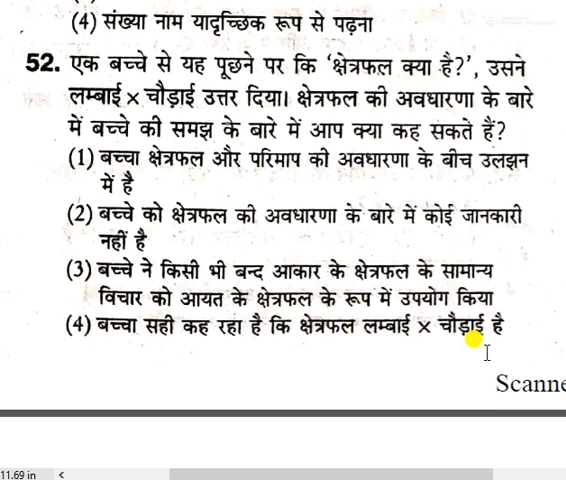 (4) संख्या नाम यादृच्छिक रूप से पढ़ना
52. एक बच्चे से यह पूछने पर कि 'क्षेत्रफल क्या है?', उसने
लम्बाई × चौड़ाई उत्तर दिया। क्षेत्रफल की अवधारणा के बारे
में बच्चे की समझ के बारे में आप क्या कह सकते हैं?
(1) बच्चा क्षेत्रफल और परिमाप की अवधारणा के बीच उलझन
में है
(2) बच्चे को क्षेत्रफल की अवधारणा के बारे में कोई जानकारी
नहीं है
(3) बच्चे ने किसी भी बन्द आकार के क्षेत्रफल के सामान्य
विचार को आयत के क्षेत्रफल के रूप में उपयोग किया
(4) बच्चा सही कह रहा है कि क्षेत्रफल लम्बाई × चौड़ाई है
Scanne
11.69 in